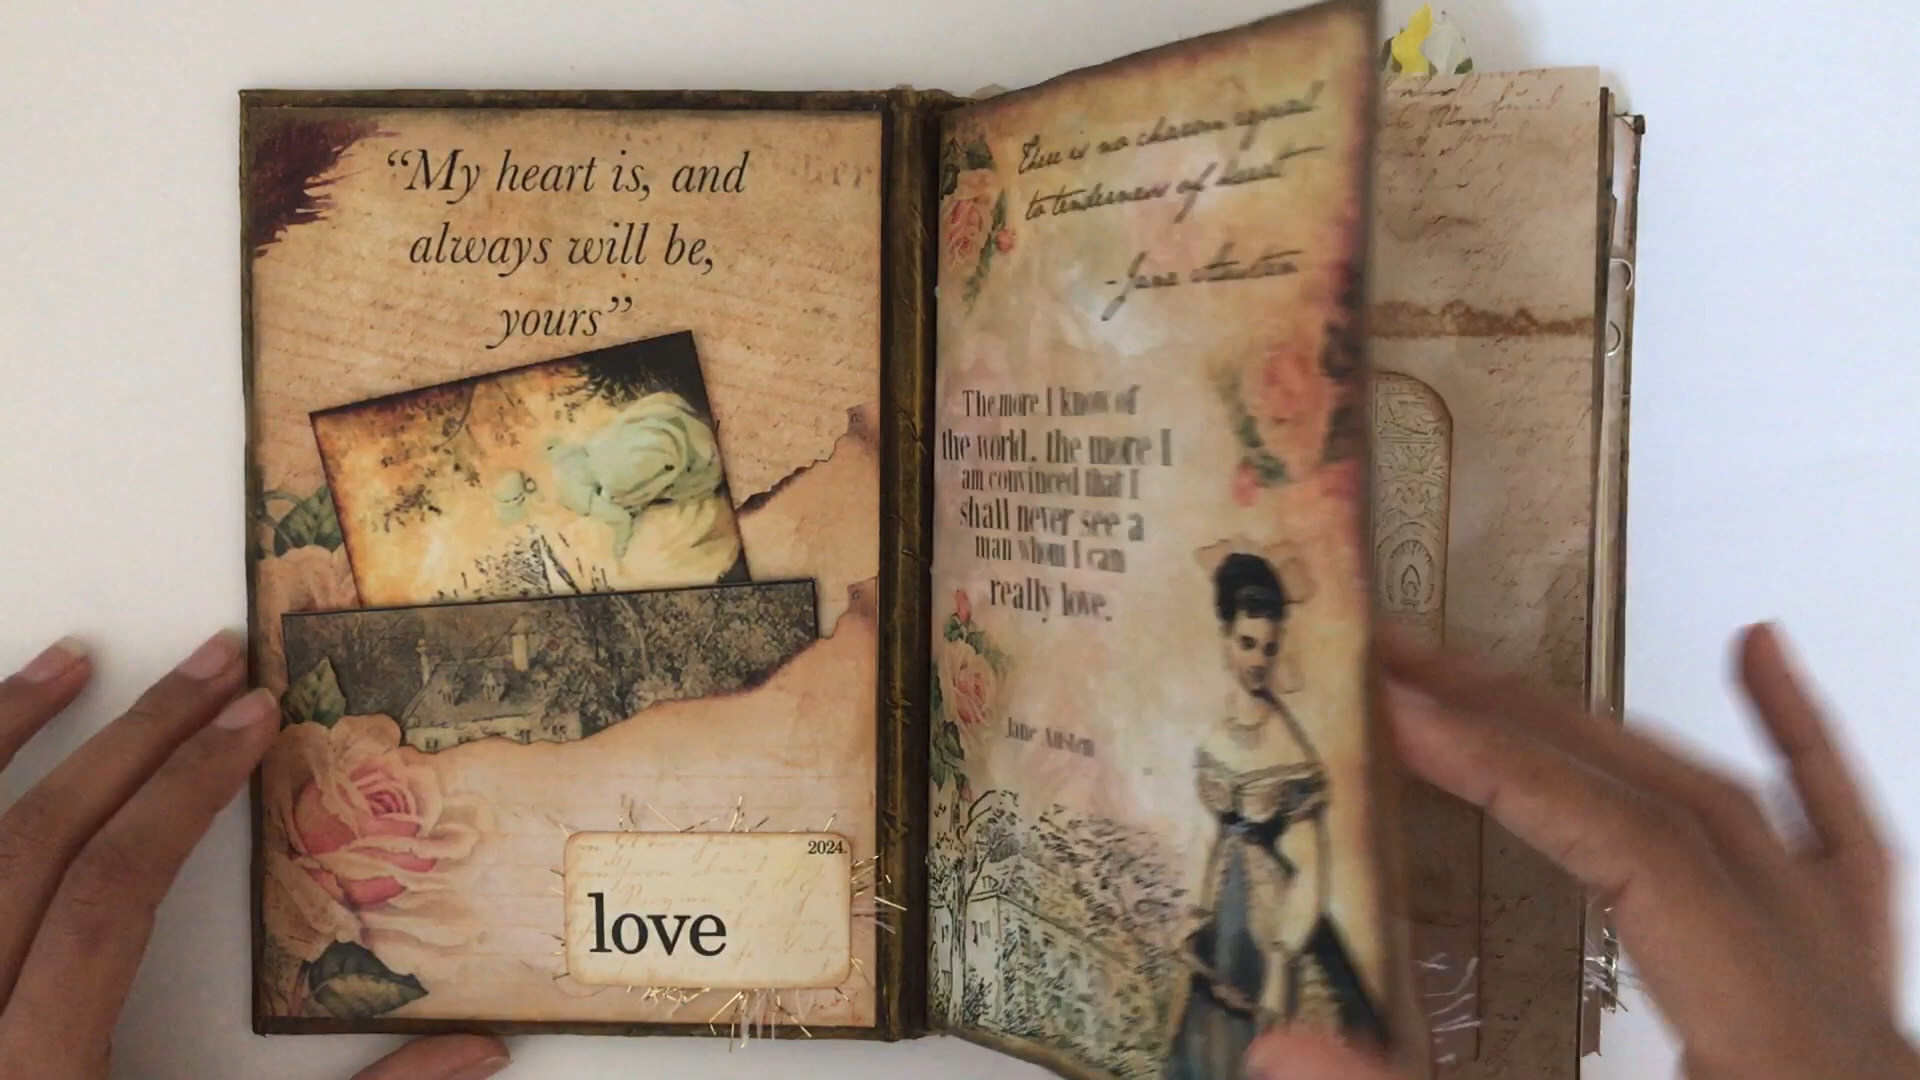 “My heart is, and
always will be,
yours”
2024.
love
There is no charm equal
to tenderness of heart
-Jane Austen
The more I know of
the world, the more I
am convinced that I
shall never see a
man whom I can
really love.
Jane Austen